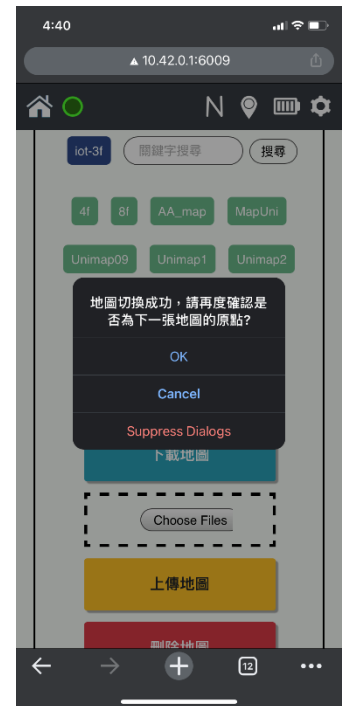 4:40
10.42.0.1:6009
N
iot-3f 關鍵字搜尋 搜尋
4f 8f AA_map MapUni
Unimap09 Unimap1 Unimap2
地圖切換成功，請再度確認是
否為下一張地圖的原點?
OK
Cancel
Suppress Dialogs
下載地圖
Choose Files
上傳地圖
刪除地圖
12